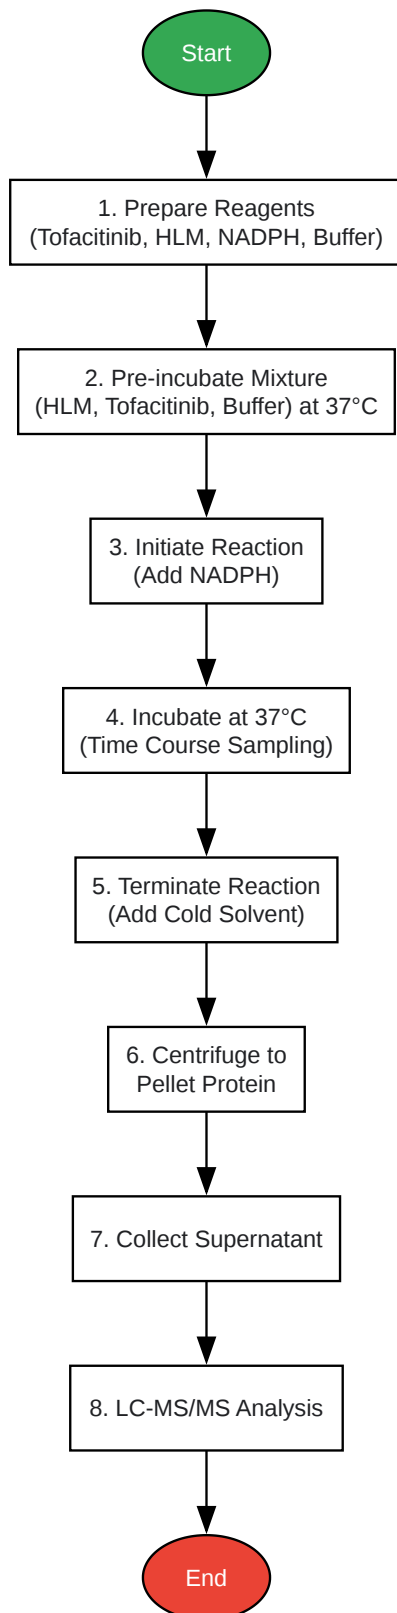 Start
1. Prepare Reagents
(Tofacitinib, HLM, NADPH, Buffer)
2. Pre-incubate Mixture
(HLM, Tofacitinib, Buffer) at 37°C
3. Initiate Reaction
(Add NADPH)
4. Incubate at 37°C
(Time Course Sampling)
5. Terminate Reaction
(Add Cold Solvent)
6. Centrifuge to
Pellet Protein
7. Collect Supernatant
8. LC-MS/MS Analysis
End